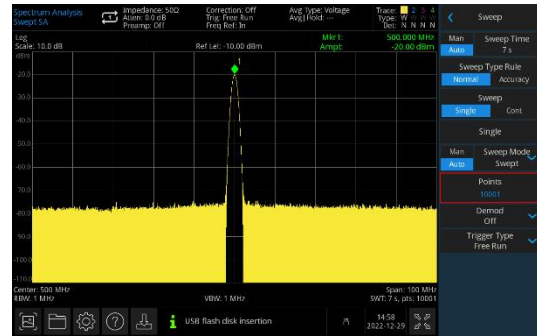 Spectrum Analysis
Swept SA
Impedance: 50Ω
Atten: 0.0 dB
Preamp: Off
Correction: Off
Trig: Free Run
Freq Ref: In
Avg Type: Voltage
Avg|Hold: ---
Trace: 1 2 3 4
Type: W W W W
Det: N N N N
Log
Scale: 10.0 dB
Ref Lel: -10.00 dBm
Mkr1: 500.000 MHz
Ampt: -20.00 dBm
dBm
1
-20.0
-30.0
-40.0
-50.0
-60.0
-70.0
-80.0
-90.0
-100.0
-110.0
Center: 500 MHz
Span: 100 MHz
RBW: 1 MHz
VBW: 1 MHz
SWT: 7 s, pts: 10001
USB flash disk insertion
14:58
2022-12-29
Sweep
Man
Auto
Sweep Time
7 s
Sweep Type Rule
Normal
Accuracy
Sweep
Single
Cont
Single
Man
Auto
Sweep Mode
Swept
Points
10001
Demod
Off
Trigger Type
Free Run